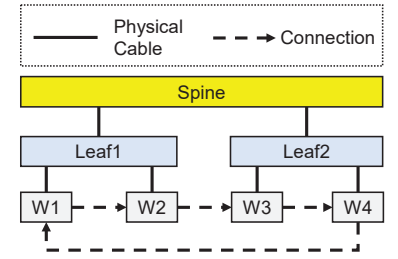 Physical
Cable
Connection
Spine
Leaf1
Leaf2
W1
W2
W3
W4